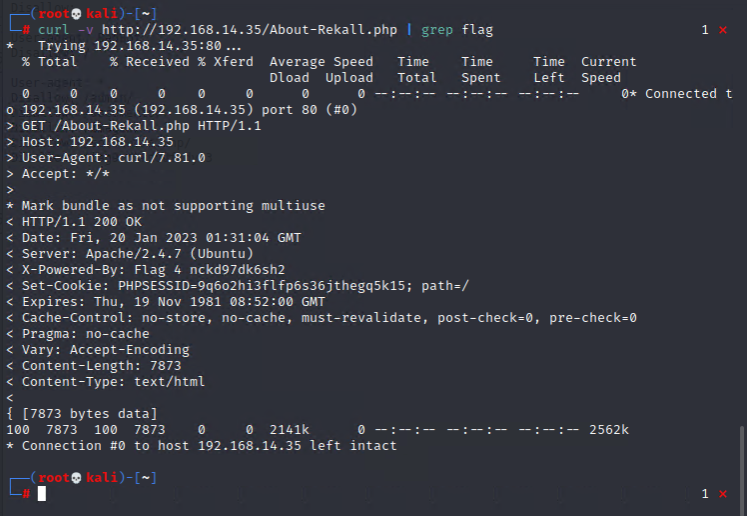 (root💀kali)-[~]
# curl -v http://192.168.14.35/About-Rekall.php | grep flag 1 ✗
* Trying 192.168.14.35:80...
% Total % Received % Xferd Average Speed Time Time Time Current
Dload Upload Total Spent Left Speed
0 0 0 0 0 0 0 0 --:--:-- --:--:-- --:--:-- 0* Connected t
o 192.168.14.35 (192.168.14.35) port 80 (#0)
> GET /About-Rekall.php HTTP/1.1
> Host: 192.168.14.35
> User-Agent: curl/7.81.0
> Accept: */*
>
* Mark bundle as not supporting multiuse
< HTTP/1.1 200 OK
< Date: Fri, 20 Jan 2023 01:31:04 GMT
< Server: Apache/2.4.7 (Ubuntu)
< X-Powered-By: Flag 4 nckd97dk6sh2
< Set-Cookie: PHPSESSID=9q6o2hi3flfp6s36jthegq5k15; path=/
< Expires: Thu, 19 Nov 1981 08:52:00 GMT
< Cache-Control: no-store, no-cache, must-revalidate, post-check=0, pre-check=0
< Pragma: no-cache
< Vary: Accept-Encoding
< Content-Length: 7873
< Content-Type: text/html
<
{ [7873 bytes data]
100 7873 100 7873 0 0 2141k 0 --:--:-- --:--:-- --:--:-- 2562k
* Connection #0 to host 192.168.14.35 left intact
(root💀kali)-[~]
# 1 ✗